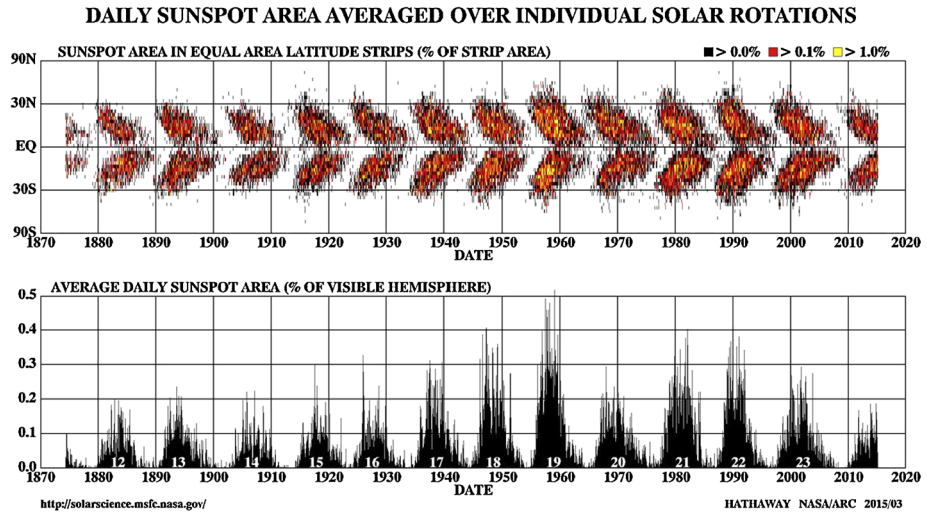 DAILY SUNSPOT AREA AVERAGED OVER INDIVIDUAL SOLAR ROTATIONS
SUNSPOT AREA IN EQUAL AREA LATITUDE STRIPS (% OF STRIP AREA)
> 0.0% > 0.1% > 1.0%
90N
30N
EQ
30S
90S
1870 1880 1890 1900 1910 1920 1930 1940 1950 1960 1970 1980 1990 2000 2010 2020
DATE
AVERAGE DAILY SUNSPOT AREA (% OF VISIBLE HEMISPHERE)
0.5
0.4
0.3
0.2
0.1
0.0
12 13 14 15 16 17 18 19 20 21 22 23
1870 1880 1890 1900 1910 1920 1930 1940 1950 1960 1970 1980 1990 2000 2010 2020
DATE
http://solarscience.msfc.nasa.gov/
HATHAWAY NASA/ARC 2015/03